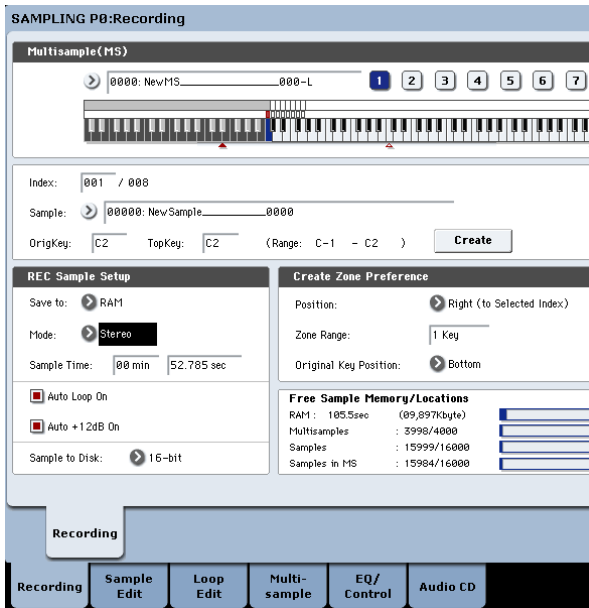 SAMPLING P0:Recording
Multisample(MS)
0000: NewMS________________000-L
1 2 3 4 5 6 7
Index: 001 / 008
Sample: 00000: NewSample____________0000
OrigKey: C2 TopKey: C2 (Range: C-1 - C2 ) Create
REC Sample Setup
Save to: RAM
Mode: Stereo
Sample Time: 00 min 52.785 sec
Auto Loop On
Auto +12dB On
Sample to Disk: 16-bit
Create Zone Preference
Position: Right (to Selected Index)
Zone Range: 1 Key
Original Key Position: Bottom
Free Sample Memory/Locations
RAM : 105.5sec (09,897Kbyte)
Multisamples : 3998/4000
Samples : 15999/16000
Samples in MS : 15984/16000
Recording
Recording
Sample
Edit
Loop
Edit
Multi-
sample
EQ/
Control
Audio CD